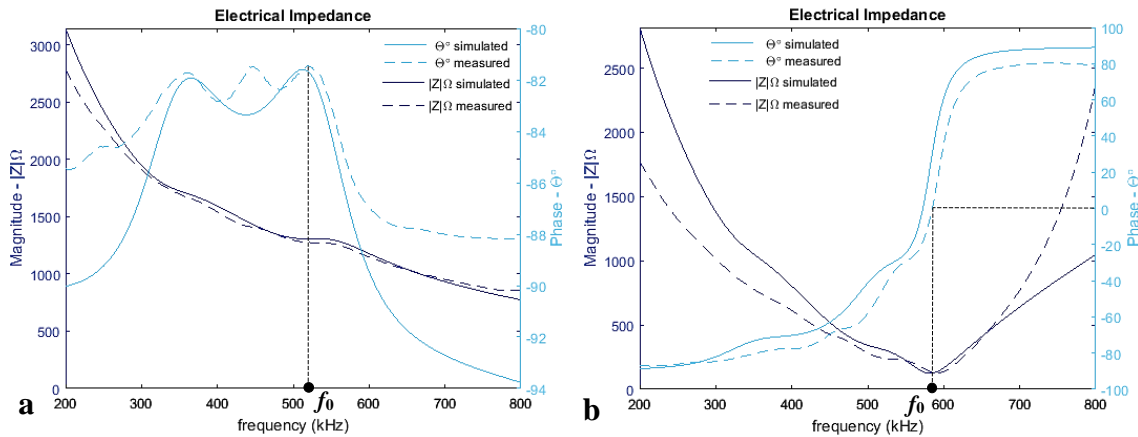 Electrical Impedance
3000
2500
2000
1500
1000
500
0
Magnitude - |Z|Ω
-80
-82
-84
-86
-88
-90
-92
-94
Phase - Θ°
Θ° simulated
Θ° measured
|Z|Ω simulated
|Z|Ω measured
a
200 300 400 500 600 700 800
f0
frequency (kHz)
Electrical Impedance
2500
2000
1500
1000
500
0
Magnitude - |Z|Ω
100
80
60
40
20
0
-20
-40
-60
-80
-100
Phase - Θ°
Θ° simulated
Θ° measured
|Z|Ω simulated
|Z|Ω measured
b
200 300 400 500 600 700 800
f0
frequency (kHz)